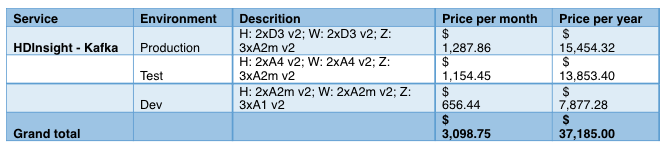 Service Environment Descrition Price per month Price per year
HDInsight - Kafka Production H: 2xD3 v2; W: 2xD3 v2; Z: 3xA2m v2 $ 1,287.86 $ 15,454.32
Test H: 2xA4 v2; W: 2xA4 v2; Z: 3xA2m v2 $ 1,154.45 $ 13,853.40
Dev H: 2xA2m v2; W: 2xA2m v2; Z: 3xA1 v2 $ 656.44 $ 7,877.28
Grand total $ 3,098.75 $ 37,185.00